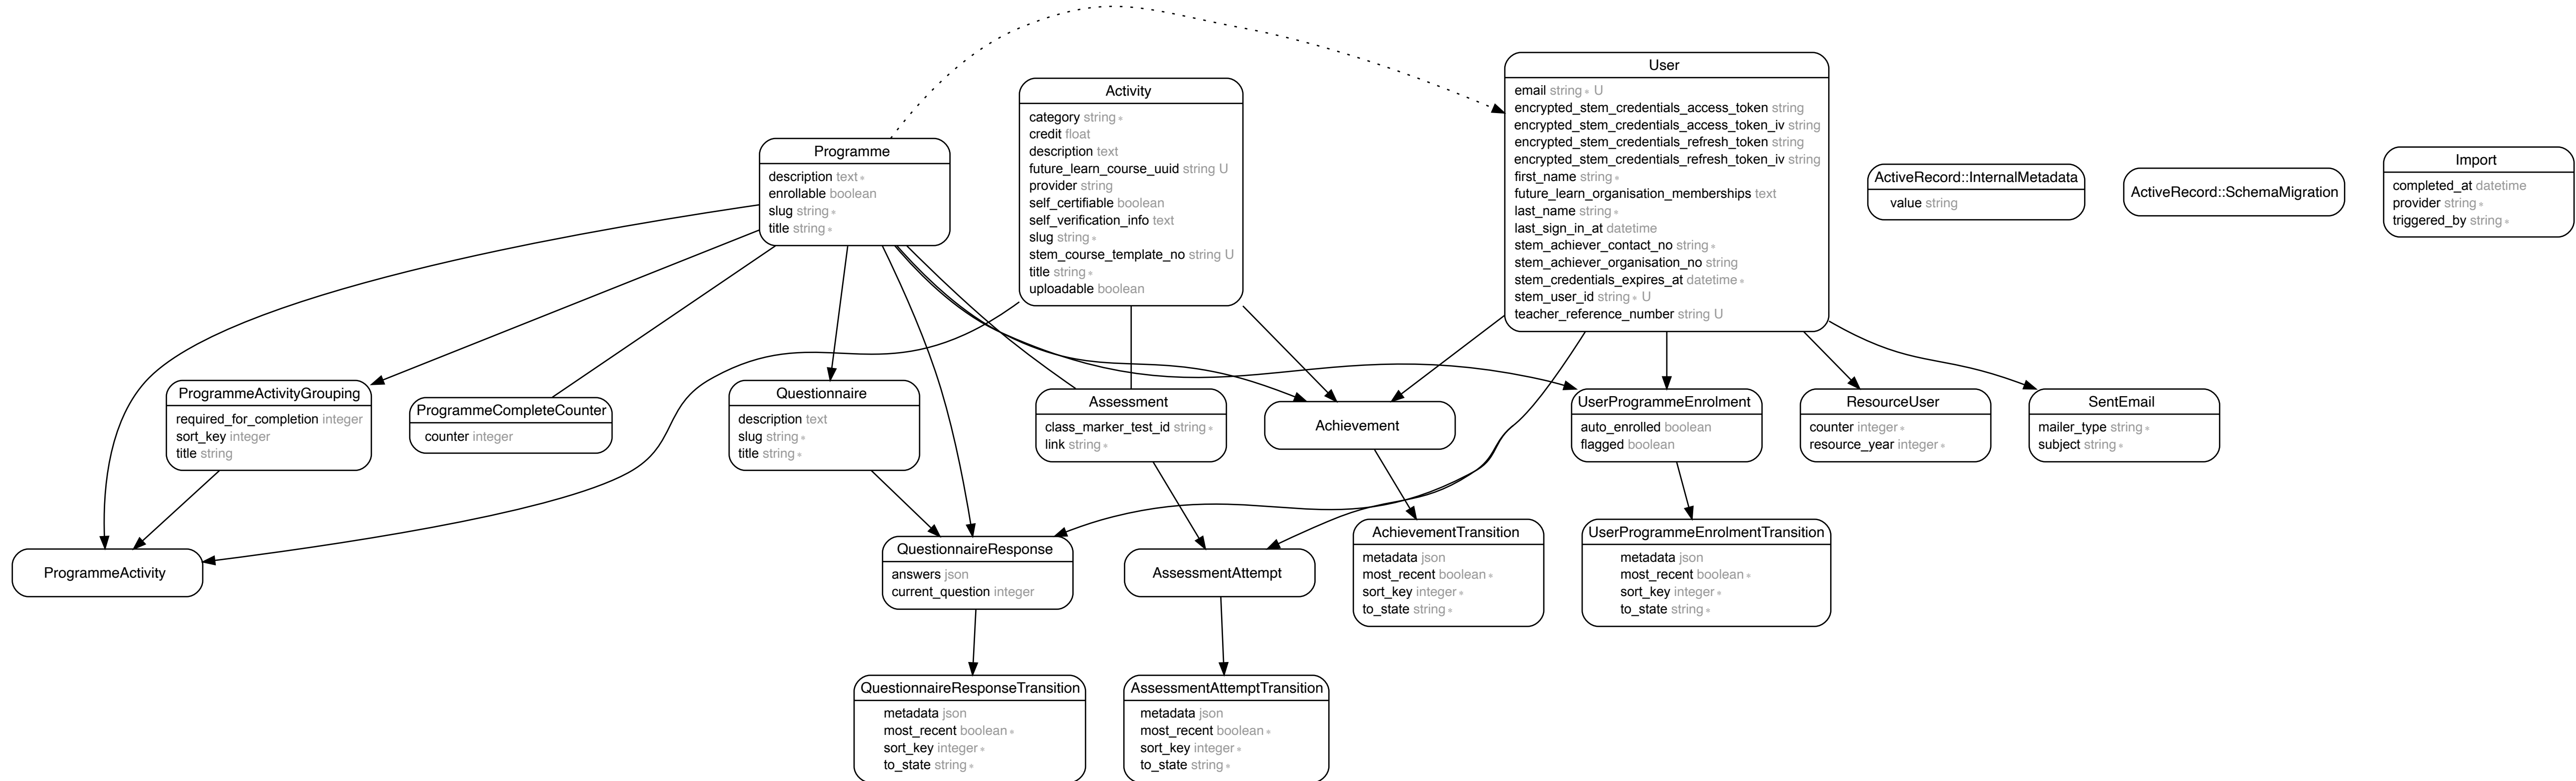 User
email string* U
encrypted_stem_credentials_access_token string
encrypted_stem_credentials_access_token_iv string
encrypted_stem_credentials_refresh_token string
encrypted_stem_credentials_refresh_token_iv string
first_name string*
future_learn_organisation_memberships text
last_name string*
last_sign_in_at datetime
stem_achiever_contact_no string*
stem_achiever_organisation_no string
stem_credentials_expires_at datetime*
stem_user_id string* U
teacher_reference_number string U
Activity
category string*
credit float
description text
future_learn_course_uuid string U
provider string
self_certifiable boolean
self_verification_info text
slug string*
stem_course_template_no string U
title string*
uploadable boolean
Programme
description text*
enrollable boolean
slug string*
title string*
ActiveRecord::InternalMetadata
value string
ActiveRecord::SchemaMigration
Import
completed_at datetime
provider string*
triggered_by string*
ProgrammeActivityGrouping
required_for_completion integer
sort_key integer
title string
ProgrammeCompleteCounter
counter integer
Questionnaire
description text
slug string*
title string*
Assessment
class_marker_test_id string*
link string*
Achievement
UserProgrammeEnrolment
auto_enrolled boolean
flagged boolean
ResourceUser
counter integer*
resource_year integer*
SentEmail
mailer_type string*
subject string*
ProgrammeActivity
QuestionnaireResponse
answers json
current_question integer
AssessmentAttempt
AchievementTransition
metadata json
most_recent boolean*
sort_key integer*
to_state string*
UserProgrammeEnrolmentTransition
metadata json
most_recent boolean*
sort_key integer*
to_state string*
QuestionnaireResponseTransition
metadata json
most_recent boolean*
sort_key integer*
to_state string*
AssessmentAttemptTransition
metadata json
most_recent boolean*
sort_key integer*
to_state string*